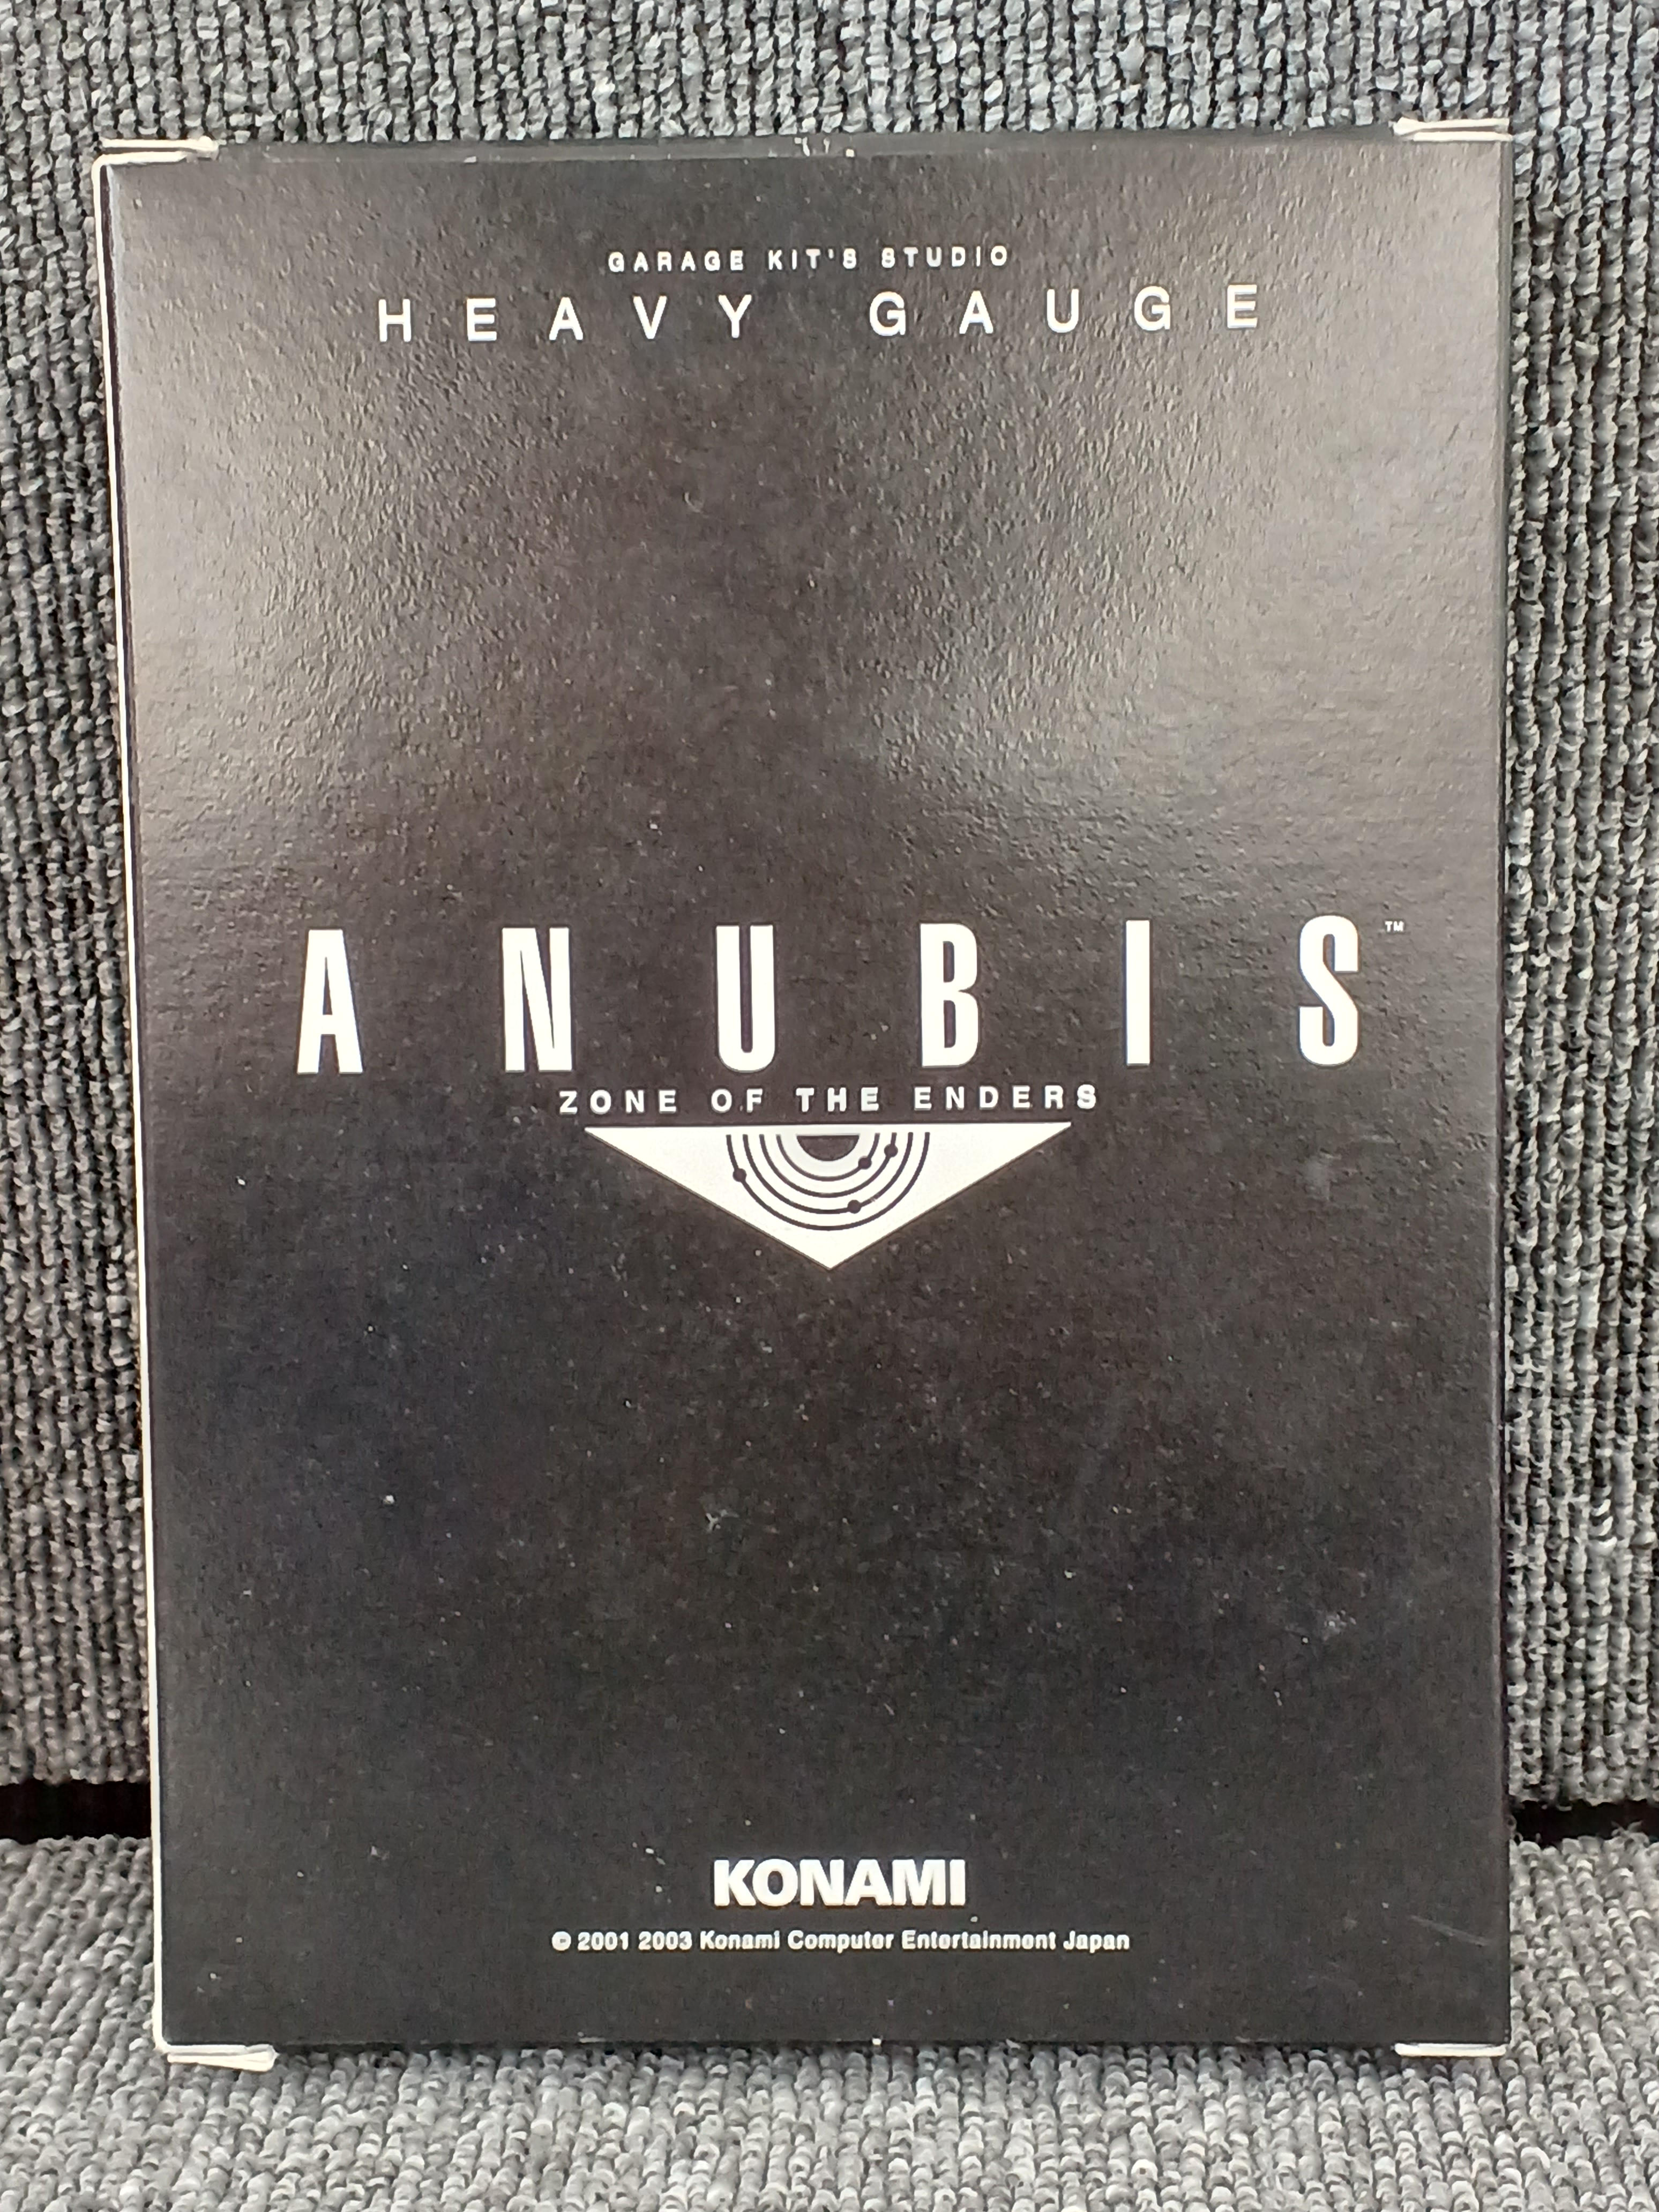 GARAGE KIT'S STUDIO
HEAVY GAUGE
ANUBIS™
ZONE OF THE ENDERS
KONAMI
© 2001 2003 Konami Computer Entertainment Japan